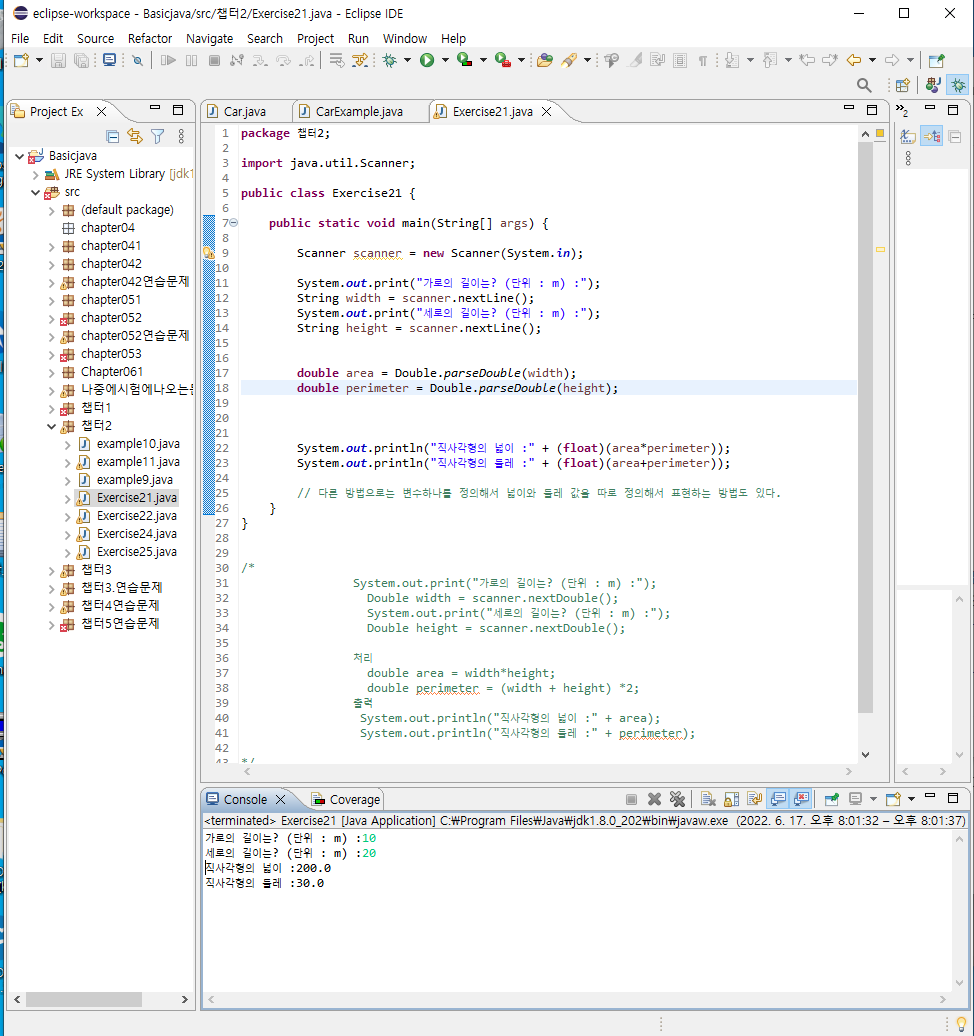 eclipse-workspace - Basicjava/src/챕터2/Exercise21.java - Eclipse IDE
File Edit Source Refactor Navigate Search Project Run Window Help
Project Ex
Basicjava
JRE System Library [jdk1
src
(default package)
chapter04
chapter041
chapter042
chapter042연습문제
chapter051
chapter052
chapter052연습문제
chapter053
Chapter061
나중에시험에나오는문
챕터1
챕터2
example10.java
example11.java
example9.java
Exercise21.java
Exercise22.java
Exercise24.java
Exercise25.java
챕터3
챕터3.연습문제
챕터4연습문제
챕터5연습문제
Car.java CarExample.java Exercise21.java
»2
1 package 챕터2;
2
3 import java.util.Scanner;
4
5 public class Exercise21 {
6
7 public static void main(String[] args) {
8
9 Scanner scanner = new Scanner(System.in);
10
11 System.out.print("가로의 길이는? (단위 : m) :");
12 String width = scanner.nextLine();
13 System.out.print("세로의 길이는? (단위 : m) :");
14 String height = scanner.nextLine();
15
16
17 double area = Double.parseDouble(width);
18 double perimeter = Double.parseDouble(height);
19
20
21
22 System.out.println("직사각형의 넓이 :" + (float)(area*perimeter));
23 System.out.println("직사각형의 둘레 :" + (float)(area+perimeter));
24
25 // 다른 방법으로는 변수하나를 정의해서 넓이와 둘레 값을 따로 정의해서 표현하는 방법도 있다.
26 }
27 }
28
29
30 /*
31 System.out.print("가로의 길이는? (단위 : m) :");
32 Double width = scanner.nextDouble();
33 System.out.print("세로의 길이는? (단위 : m) :");
34 Double height = scanner.nextDouble();
35
36 처리
37 double area = width*height;
38 double perimeter = (width + height) *2;
39 출력
40 System.out.println("직사각형의 넓이 :" + area);
41 System.out.println("직사각형의 둘레 :" + perimeter);
42
43 */
Console Coverage
<terminated> Exercise21 [Java Application] C:₩Program Files₩Java₩jdk1.8.0_202₩bin₩javaw.exe (2022. 6. 17. 오후 8:01:32 – 오후 8:01:37)
가로의 길이는? (단위 : m) :10
세로의 길이는? (단위 : m) :20
직사각형의 넓이 :200.0
직사각형의 둘레 :30.0